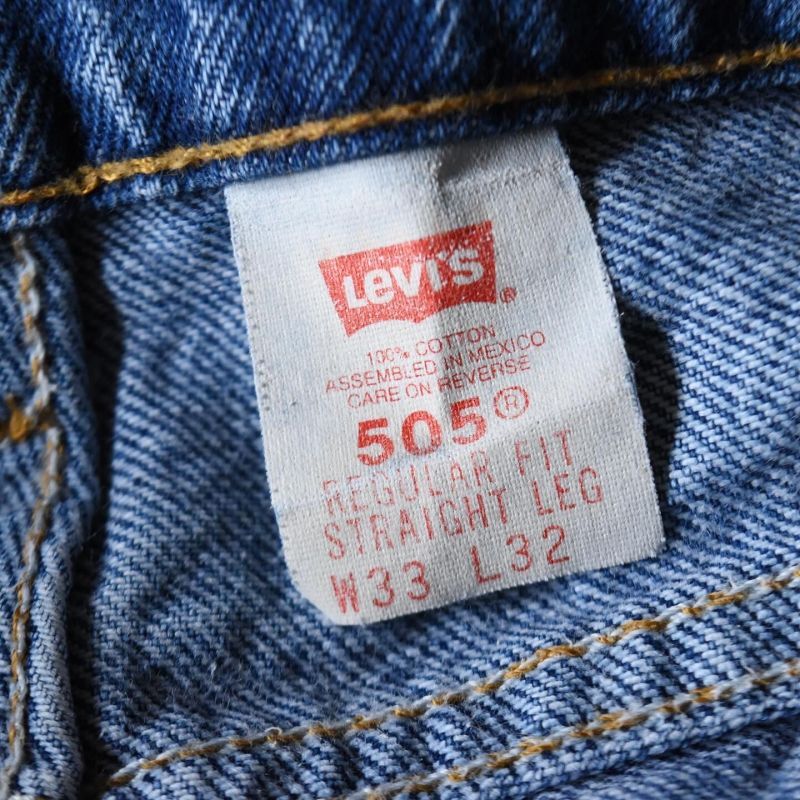 Levi's®
100% COTTON
ASSEMBLED IN MEXICO
CARE ON REVERSE
505®
REGULAR FIT
STRAIGHT LEG
W33 L32